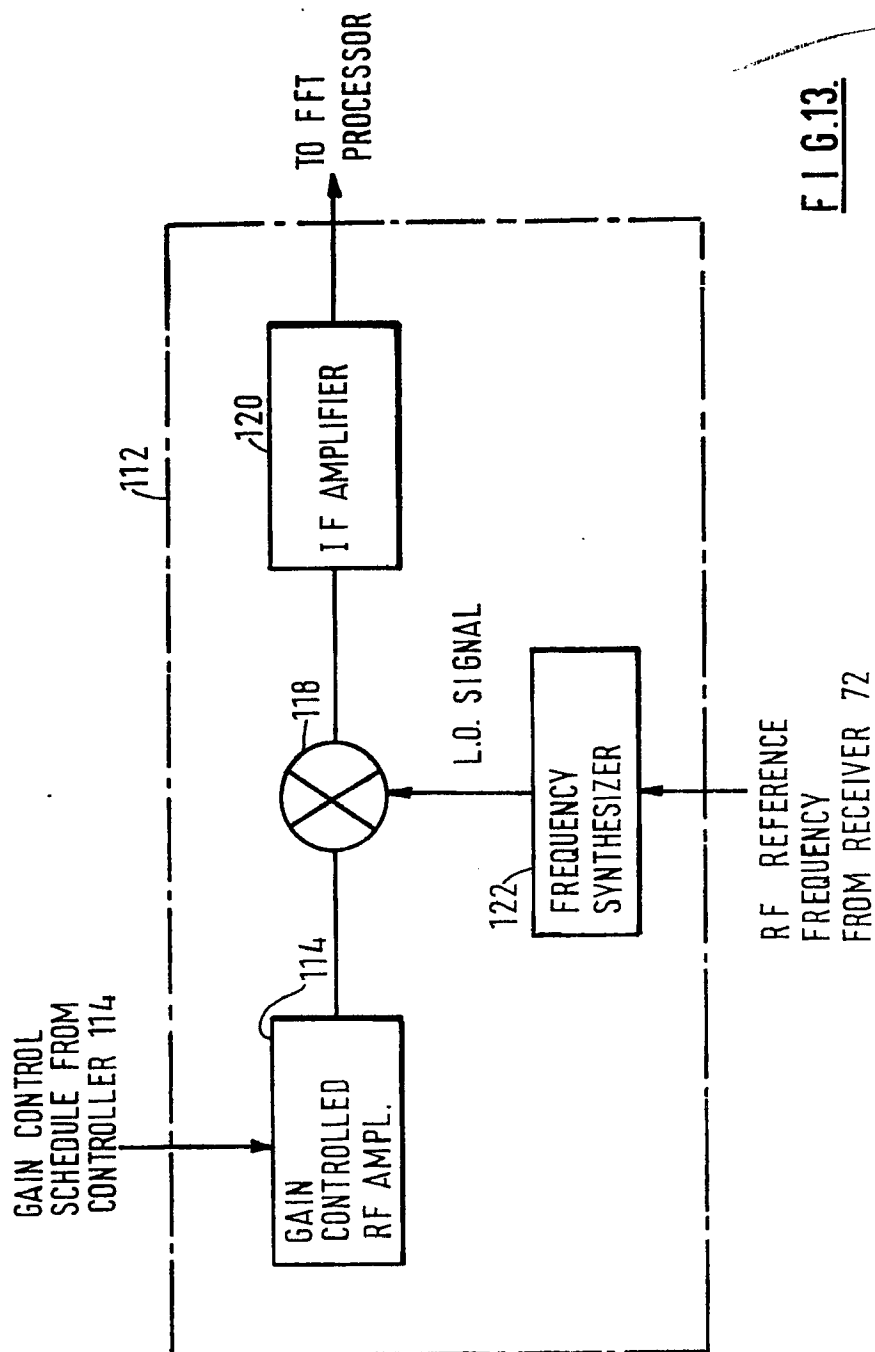 GAIN CONTROL
SCHEDULE FROM
CONTROLLER 114
112
114
GAIN
CONTROLLED
RF AMPL.
118
120
IF AMPLIFIER
TO FFT
PROCESSOR
L.O. SIGNAL
122
FREQUENCY
SYNTHESIZER
RF REFERENCE
FREQUENCY
FROM RECEIVER 72
FIG.13.